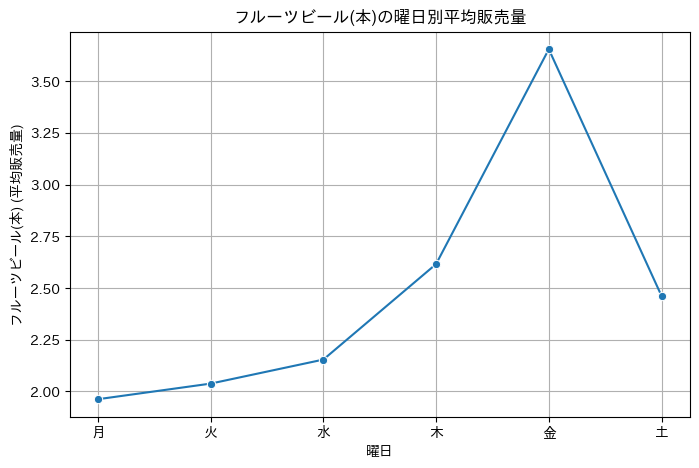 フルーツビール(本)の曜日別平均販売量
フルーツビール(本) (平均販売量)
3.50
3.25
3.00
2.75
2.50
2.25
2.00
月 火 水 木 金 土
曜日